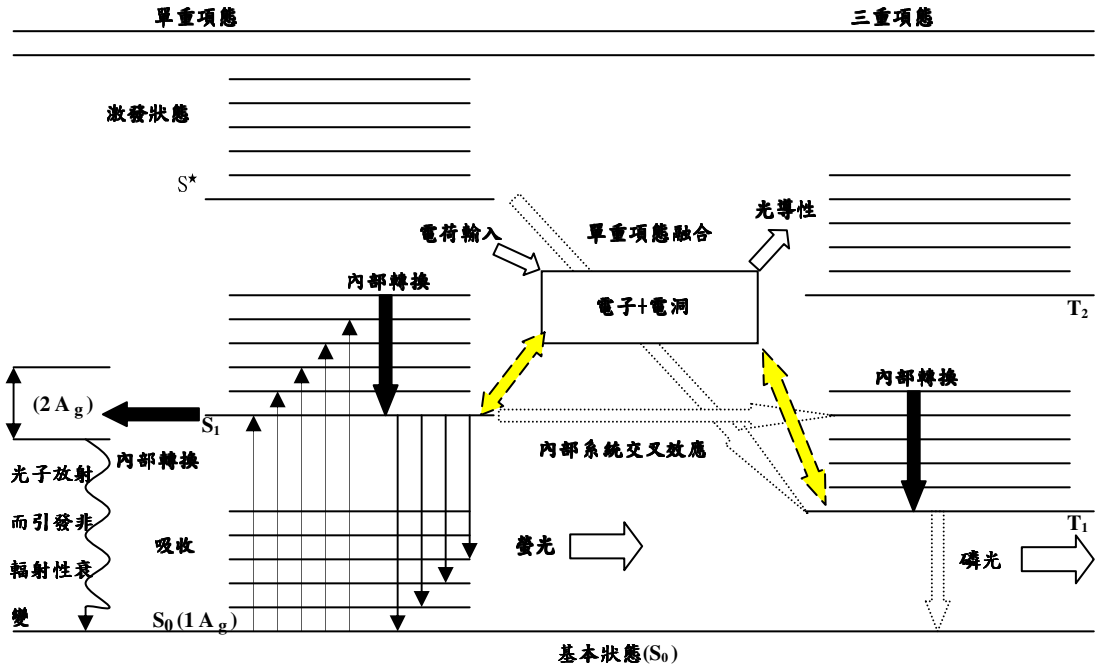 單重項態
三重項態
激發狀態
S★
電荷輸入
單重項態融合
光導性
電子+電洞
T₂
內部轉換
內部轉換
(2 A g)
S₁
內部轉換
內部系統交叉效應
光子放射
而引發非
輻射性衰
變
吸收
螢光
T₁
磷光
S₀ (1 A g)
基本狀態(S₀)